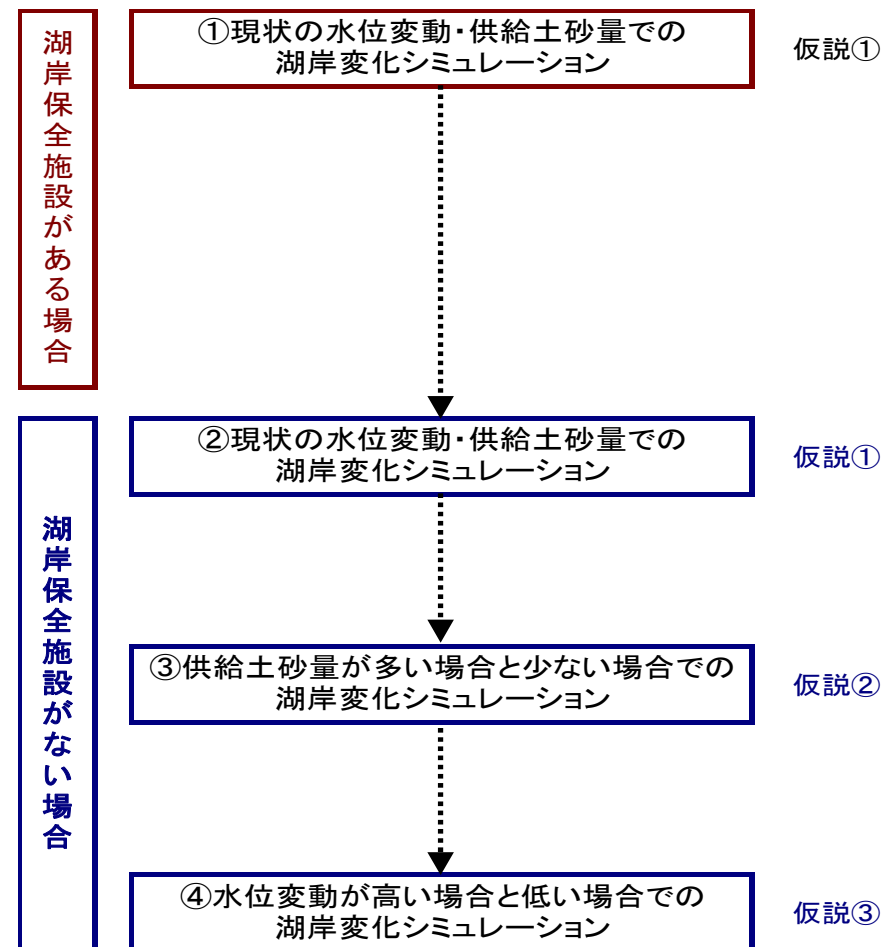 湖岸保全施設がある場合
①現状の水位変動・供給土砂量での
湖岸変化シミュレーション
仮説①
湖岸保全施設がない場合
②現状の水位変動・供給土砂量での
湖岸変化シミュレーション
仮説①
③供給土砂量が多い場合と少ない場合での
湖岸変化シミュレーション
仮説②
④水位変動が高い場合と低い場合での
湖岸変化シミュレーション
仮説③